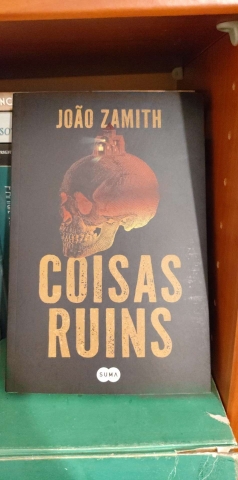 JOÃO ZAMITH
COISAS
RUINS
SUMA